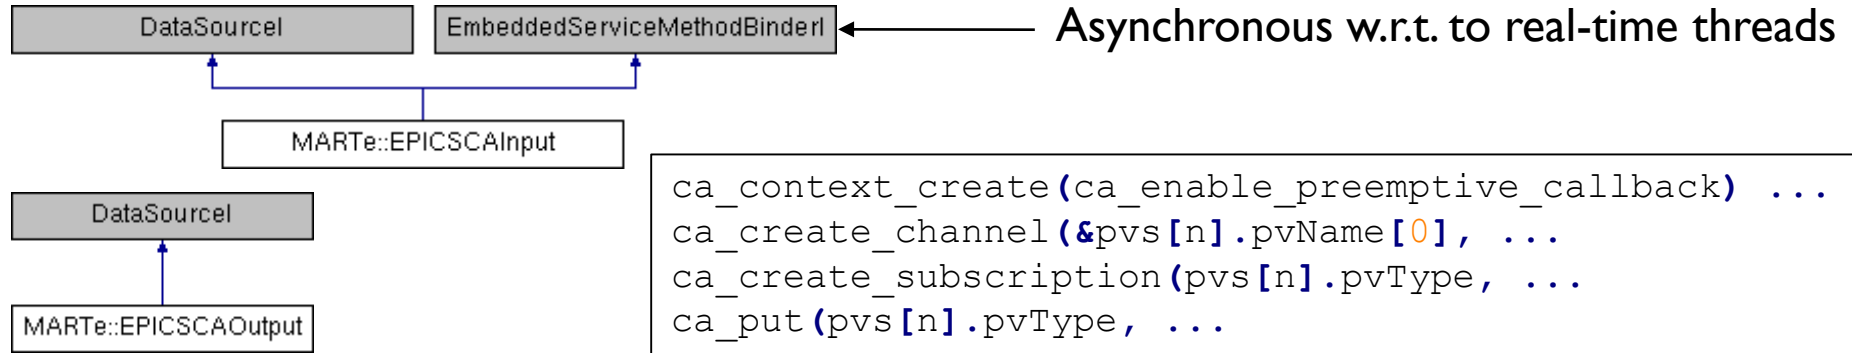 DataSourceI EmbeddedServiceMethodBinderI Asynchronous w.r.t. to real-time threads
MARTe::EPICSCAInput
DataSourceI
MARTe::EPICSCAOutput
ca_context_create(ca_enable_preemptive_callback) ...
ca_create_channel(&pvs[n].pvName[0], ...
ca_create_subscription(pvs[n].pvType, ...
ca_put(pvs[n].pvType, ...